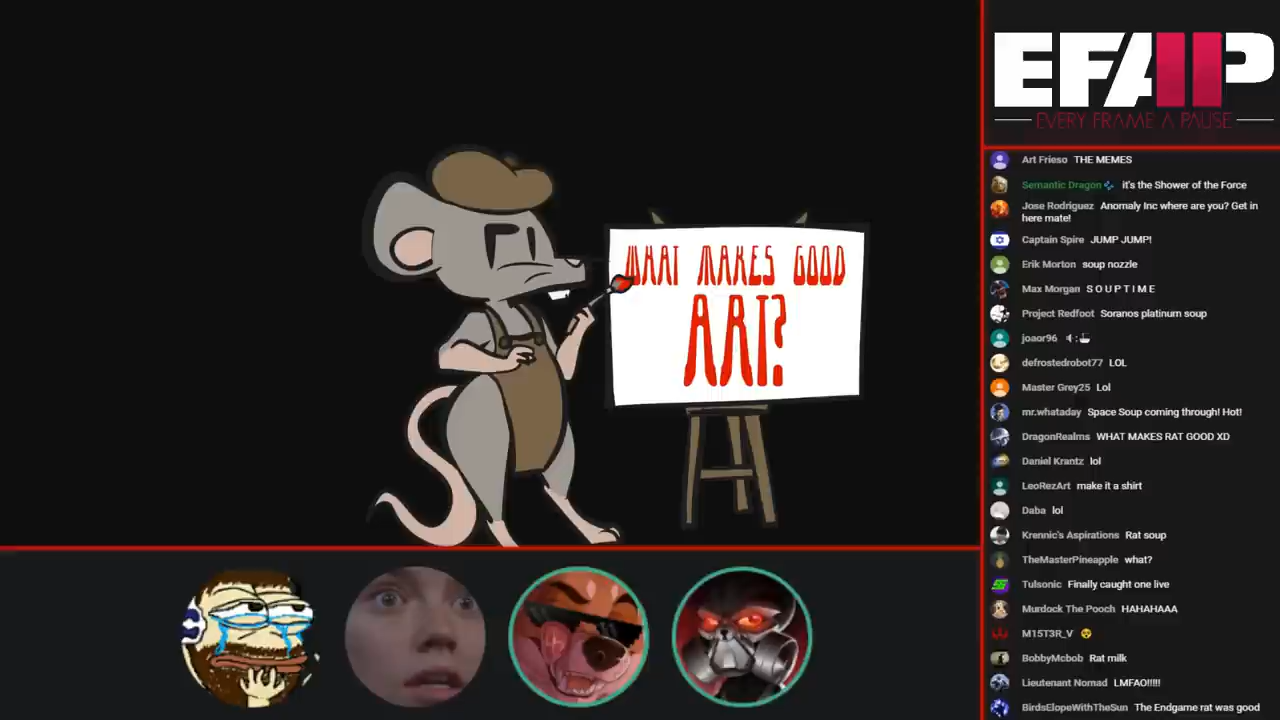 WHAT MAKES GOOD
ART?
EFAP
EVERY FRAME A PAUSE
Art Frieso THE MEMES
Semantic Dragon it's the Shower of the Force
Jose Rodriguez Anomaly Inc where are you? Get in
here mate!
Captain Spire JUMP JUMP!
Erik Morton soup nozzle
Max Morgan S O U P T I M E
Project Redfoot Soranos platinum soup
joaor96 :
defrostedrobot77 LOL
Master Grey25 Lol
mr.whataday Space Soup coming through! Hot!
DragonRealms WHAT MAKES RAT GOOD XD
Daniel Krantz lol
LeoRezArt make it a shirt
Daba lol
Krennic's Aspirations Rat soup
TheMasterPineapple what?
Tulsonic Finally caught one live
Murdock The Pooch HAHAHAAA
M15T3R_V
BobbyMcbob Rat milk
Lieutenant Nomad LMFAO!!!!!
BirdsElopeWithTheSun The Endgame rat was good